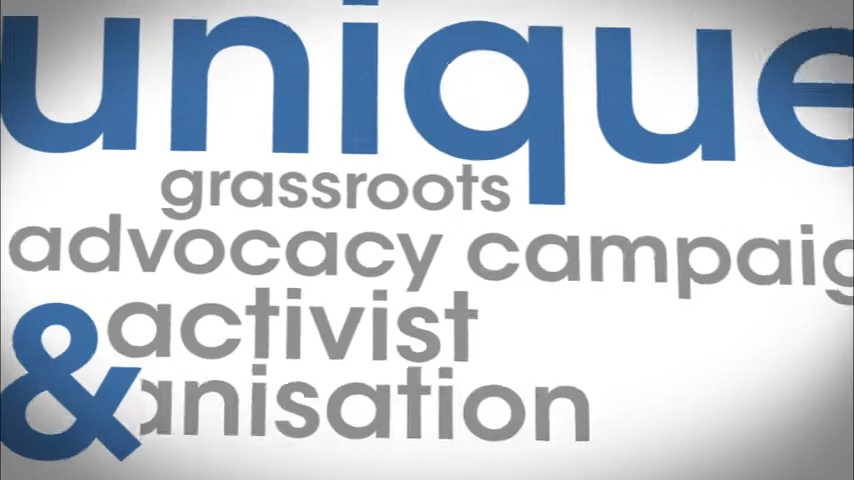 unique
grassroots
advocacy campaig
& activist
anisation